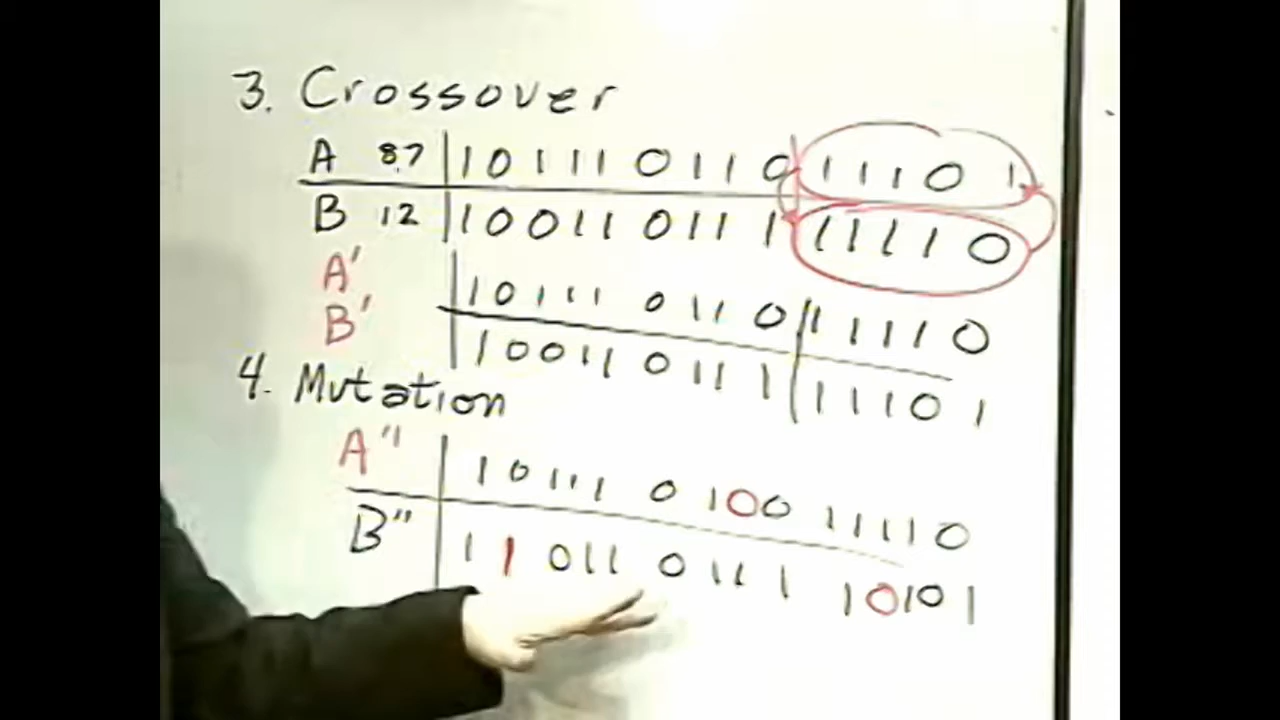 3. Crossover
A 87 10111 0110 11101
B 12 10011 0111 11110
A' 10111 0110 11110
B' 10011 0111 11101
4. Mutation
A" 10111 0100 11110
B" 11011 0111 10101